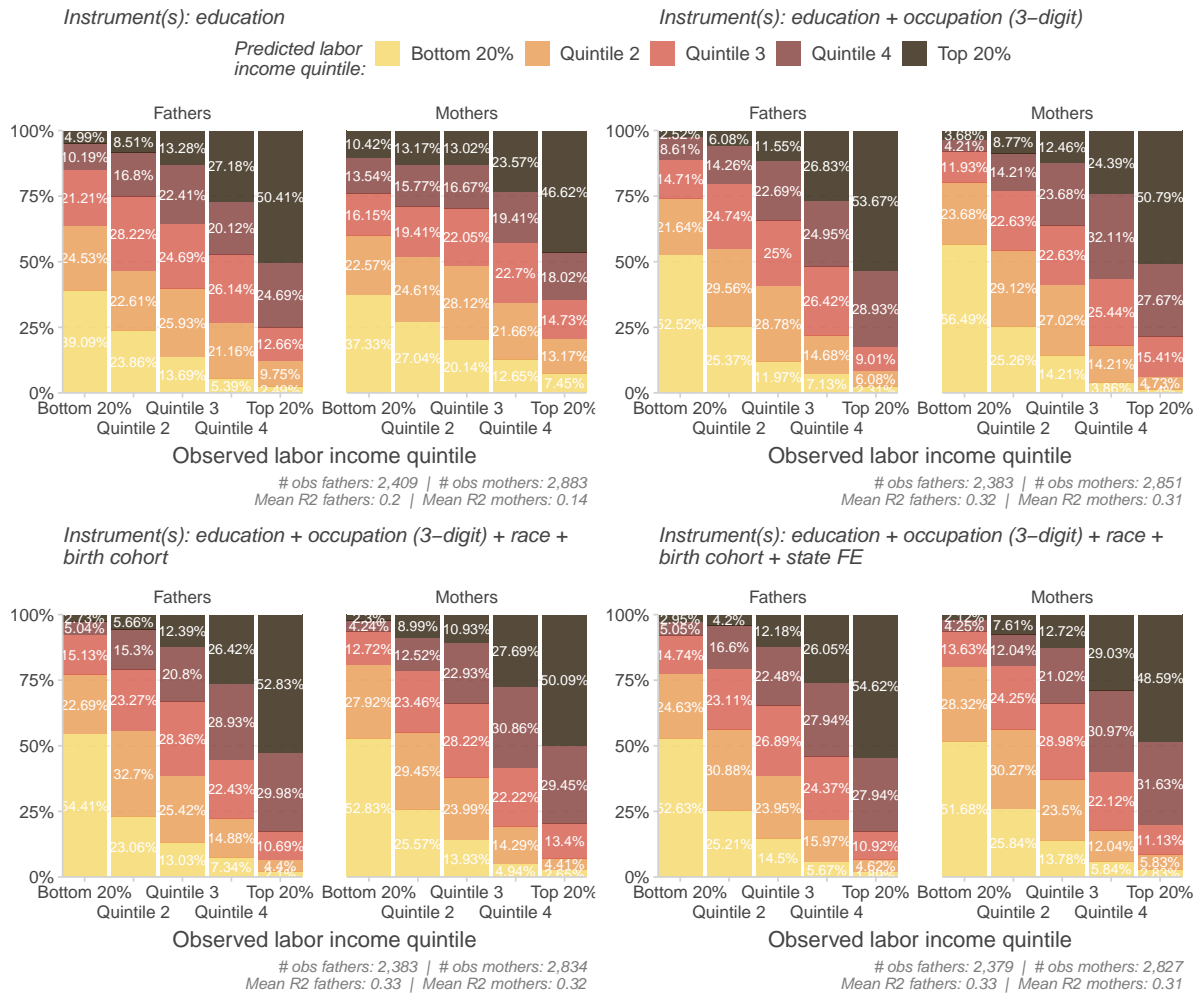 Instrument(s): education
Instrument(s): education + occupation (3−digit)
Predicted labor income quintile:
Bottom 20% Quintile 2 Quintile 3 Quintile 4 Top 20%
Fathers
100% 75% 50% 25% 0%
4.99% 8.51% 13.28% 27.18% 50.41%
10.19% 16.8% 22.41% 20.12% 24.69%
21.21% 28.22% 24.69% 26.14% 12.66%
24.53% 22.61% 25.93% 21.16% 9.75%
39.09% 23.86% 13.69% 5.39% 2.49%
Bottom 20% Quintile 3 Top 20%
Quintile 2 Quintile 4
Mothers
10.42% 13.17% 13.02% 23.57% 46.62%
13.54% 15.77% 16.67% 19.41% 18.02%
16.15% 19.41% 22.05% 22.7% 14.73%
22.57% 24.61% 28.12% 21.66% 13.17%
37.33% 27.04% 20.14% 12.65% 7.45%
Bottom 20% Quintile 3 Top 20%
Quintile 2 Quintile 4
Observed labor income quintile
# obs fathers: 2,409 | # obs mothers: 2,883
Mean R2 fathers: 0.2 | Mean R2 mothers: 0.14
Fathers
100% 75% 50% 25% 0%
2.52% 6.08% 11.55% 26.83% 53.67%
8.61% 14.26% 22.69% 24.95% 28.93%
14.71% 24.74% 25% 26.42% 9.01%
21.64% 29.56% 28.78% 14.68% 6.08%
52.52% 25.37% 11.97% 7.13% 2.31%
Bottom 20% Quintile 3 Top 20%
Quintile 2 Quintile 4
Mothers
3.68% 8.77% 12.46% 24.39% 50.79%
4.21% 14.21% 23.68% 32.11% 27.67%
11.93% 22.63% 22.63% 25.44% 15.41%
23.68% 29.12% 27.02% 14.21% 4.73%
56.49% 25.26% 14.21% 3.86%
Bottom 20% Quintile 3 Top 20%
Quintile 2 Quintile 4
Observed labor income quintile
# obs fathers: 2,383 | # obs mothers: 2,851
Mean R2 fathers: 0.32 | Mean R2 mothers: 0.31
Instrument(s): education + occupation (3−digit) + race +
birth cohort
Fathers
100% 75% 50% 25% 0%
2.73% 5.66% 12.39% 26.42% 52.83%
5.04% 15.3% 20.8% 28.93% 29.98%
15.13% 23.27% 28.36% 22.43% 10.69%
22.69% 32.7% 25.42% 14.88% 4.4%
54.41% 23.06% 13.03% 7.34%
Bottom 20% Quintile 3 Top 20%
Quintile 2 Quintile 4
Mothers
2.3% 8.99% 10.93% 27.69% 50.09%
4.24% 12.52% 22.93% 30.86% 29.45%
12.72% 23.46% 28.22% 22.22% 13.4%
27.92% 29.45% 23.99% 14.29% 4.41%
52.83% 25.57% 13.93% 4.94% 2.65%
Bottom 20% Quintile 3 Top 20%
Quintile 2 Quintile 4
Observed labor income quintile
# obs fathers: 2,383 | # obs mothers: 2,834
Mean R2 fathers: 0.33 | Mean R2 mothers: 0.32
Instrument(s): education + occupation (3−digit) + race +
birth cohort + state FE
Fathers
100% 75% 50% 25% 0%
2.95% 4.2% 12.18% 26.05% 54.62%
5.05% 16.6% 22.48% 27.94% 27.94%
14.74% 23.11% 26.89% 24.37% 10.92%
24.63% 30.88% 23.95% 15.97% 4.62%
52.63% 25.21% 14.5% 5.67%
Bottom 20% Quintile 3 Top 20%
Quintile 2 Quintile 4
Mothers
2.12% 7.61% 12.72% 29.03% 48.59%
4.25% 12.04% 21.02% 30.97% 31.63%
13.63% 24.25% 28.98% 22.12% 11.13%
28.32% 30.27% 23.5% 12.04% 5.83%
51.68% 25.84% 13.78% 5.84% 2.83%
Bottom 20% Quintile 3 Top 20%
Quintile 2 Quintile 4
Observed labor income quintile
# obs fathers: 2,379 | # obs mothers: 2,827
Mean R2 fathers: 0.33 | Mean R2 mothers: 0.31